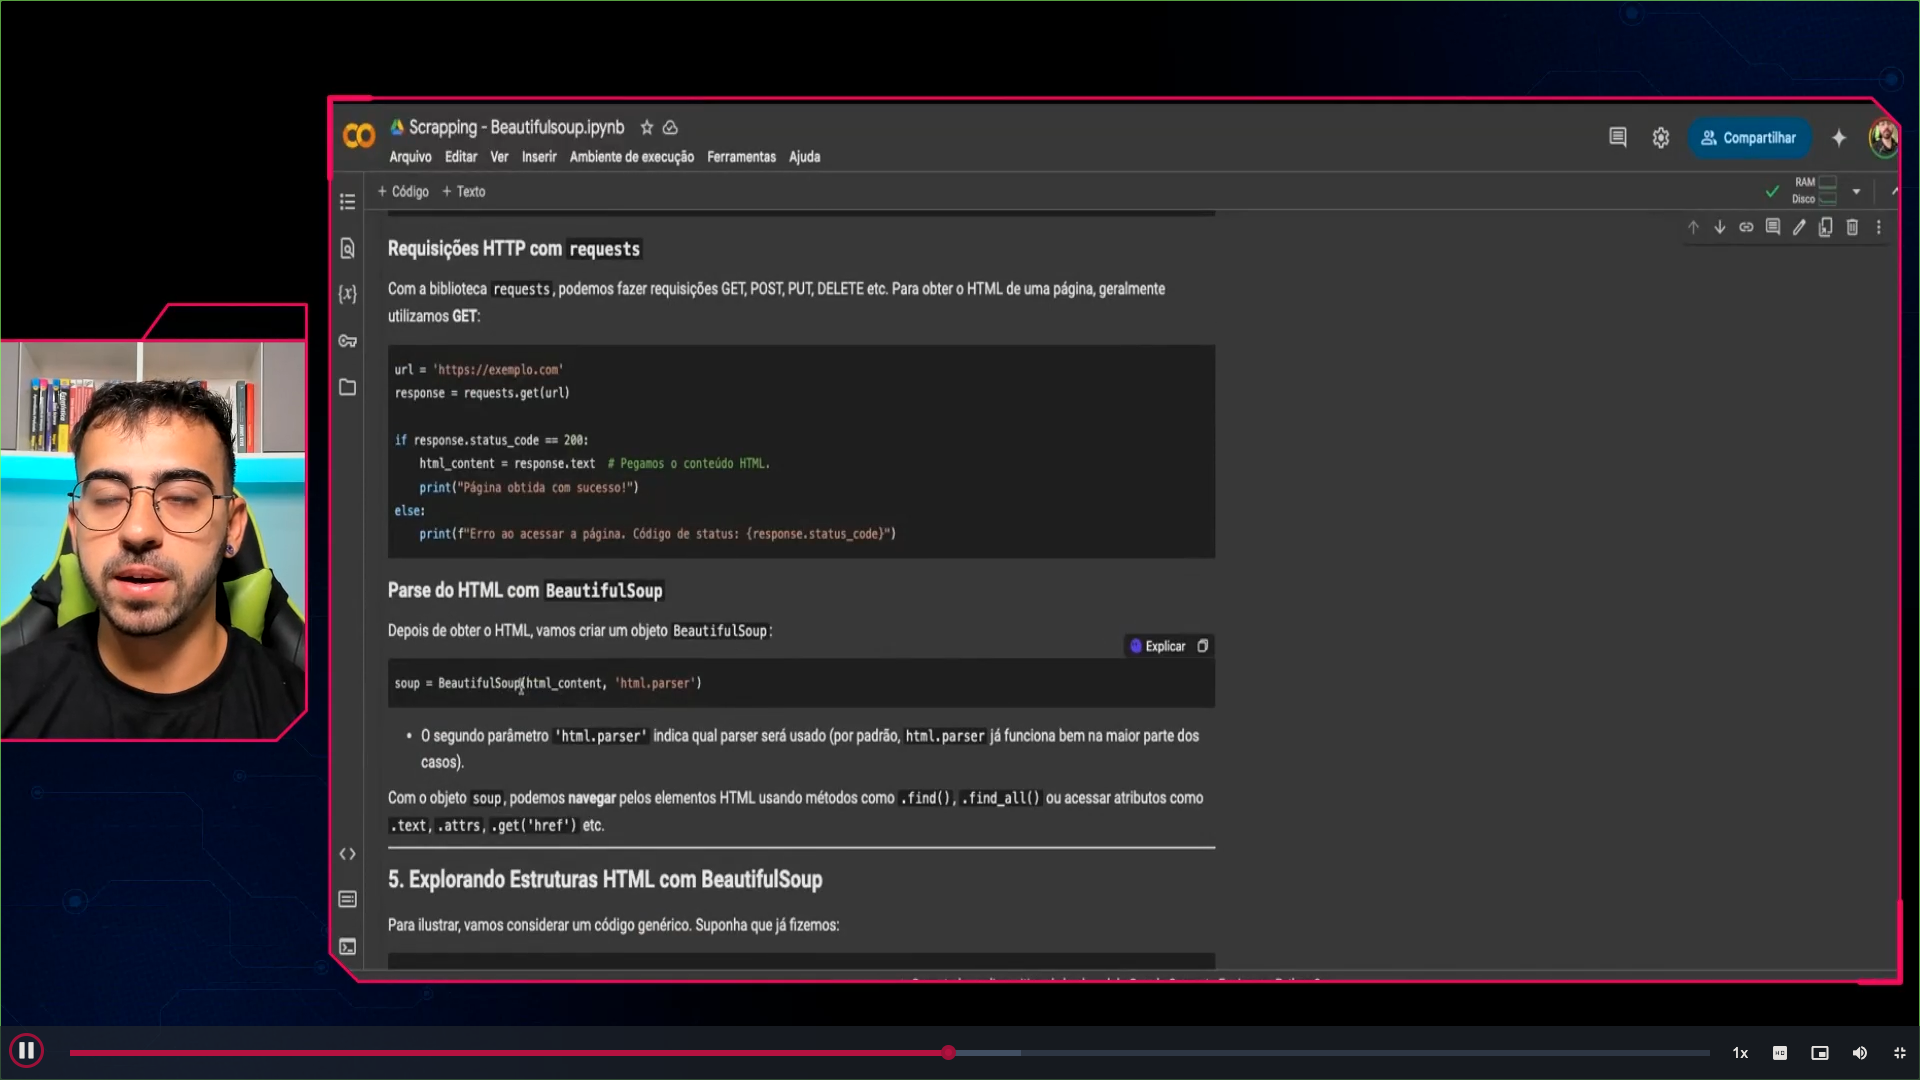 Scrapping - Beautifulsoup.ipynb
Arquivo Editar Ver Inserir Ambiente de execução Ferramentas Ajuda
Compartilhar
+ Código + Texto
RAM
Disco
Requisições HTTP com requests
Com a biblioteca requests, podemos fazer requisições GET, POST, PUT, DELETE etc. Para obter o HTML de uma página, geralmente
utilizamos GET:
url = 'https://exemplo.com'
response = requests.get(url)
if response.status_code == 200:
html_content = response.text # Pegamos o conteúdo HTML.
print("Página obtida com sucesso!")
else:
print(f"Erro ao acessar a página. Código de status: {response.status_code}")
Parse do HTML com BeautifulSoup
Depois de obter o HTML, vamos criar um objeto BeautifulSoup:
Explicar
soup = BeautifulSoup(html_content, 'html.parser')
• O segundo parâmetro 'html.parser' indica qual parser será usado (por padrão, html.parser já funciona bem na maior parte dos
casos).
Com o objeto soup, podemos navegar pelos elementos HTML usando métodos como .find(), .find_all() ou acessar atributos como
.text, .attrs, .get('href') etc.
5. Explorando Estruturas HTML com BeautifulSoup
Para ilustrar, vamos considerar um código genérico. Suponha que já fizemos:
1x